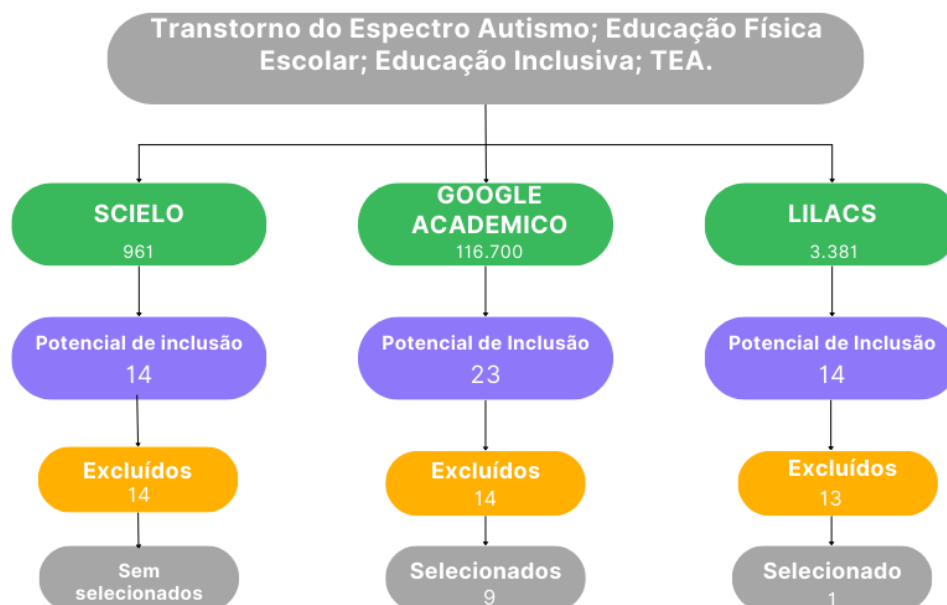 Transtorno do Espectro Autismo; Educação Física
Escolar; Educação Inclusiva; TEA.
SCIELO
961
GOOGLE
ACADEMICO
116.700
LILACS
3.381
Potencial de inclusão
14
Potencial de Inclusão
23
Potencial de Inclusão
14
Excluídos
14
Excluídos
14
Excluídos
13
Sem
selecionados
Selecionados
9
Selecionado
1